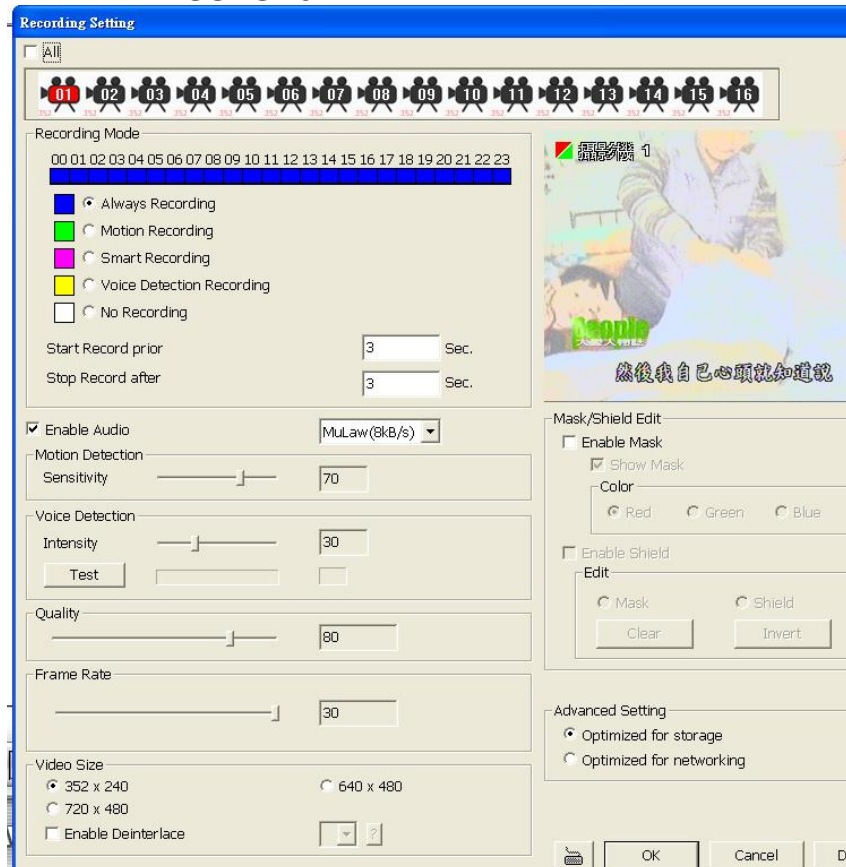 Recording Setting
All
01 02 03 04 05 06 07 08 09 10 11 12 13 14 15 16
Recording Mode
00 01 02 03 04 05 06 07 08 09 10 11 12 13 14 15 16 17 18 19 20 21 22 23
Always Recording
Motion Recording
Smart Recording
Voice Detection Recording
No Recording
Start Record prior 3 Sec.
Stop Record after 3 Sec.
攝影機 1
People
然後我自己心頭就知道說
Enable Audio MuLaw(8kB/s)
Motion Detection
Sensitivity 70
Voice Detection
Intensity 30
Test
Quality
80
Frame Rate
30
Video Size
352 x 240 640 x 480
720 x 480
Enable Deinterlace ?
Mask/Shield Edit
Enable Mask
Show Mask
Color
Red Green Blue
Enable Shield
Edit
Mask Shield
Clear Invert
Advanced Setting
Optimized for storage
Optimized for networking
OK Cancel D